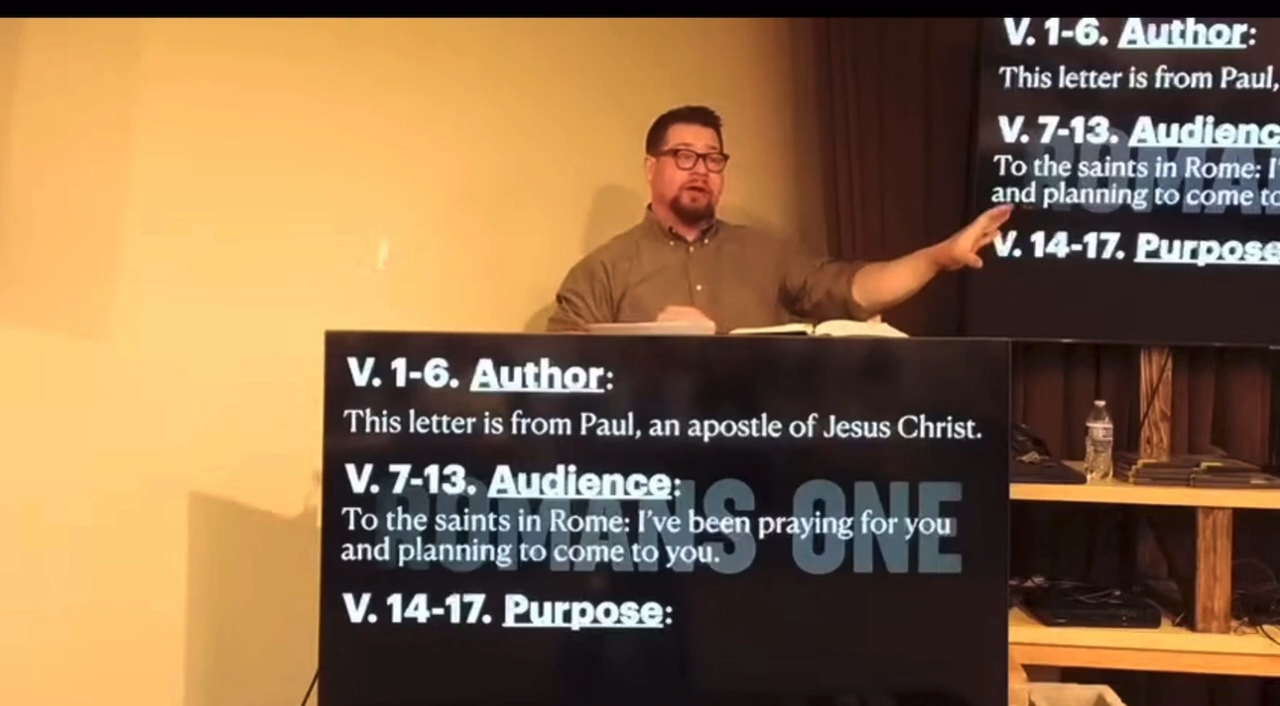 V. 1-6. Author:
This letter is from Paul, an apostle of Jesus Christ.
V. 7-13. Audience:
To the saints in Rome: I've been praying for you
and planning to come to you.
V. 14-17. Purpose:
ROMANS ONE
V. 1-6. Author:
This letter is from Paul,
V. 7-13. Audienc
To the saints in Rome: I'
and planning to come to
V. 14-17. Purpose